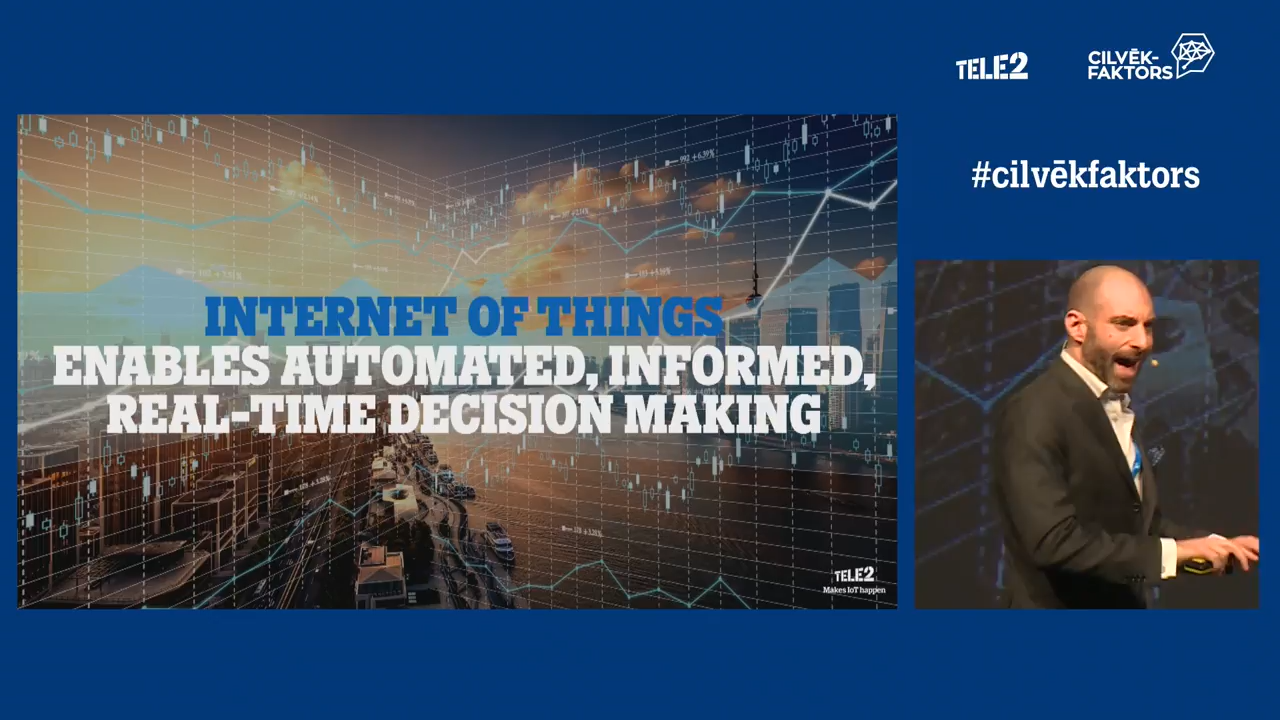 TELE2
CILVĒK-
FAKTORS
#cilvēkfaktors
INTERNET OF THINGS
ENABLES AUTOMATED, INFORMED,
REAL-TIME DECISION MAKING
TELE2
Makes IoT happen